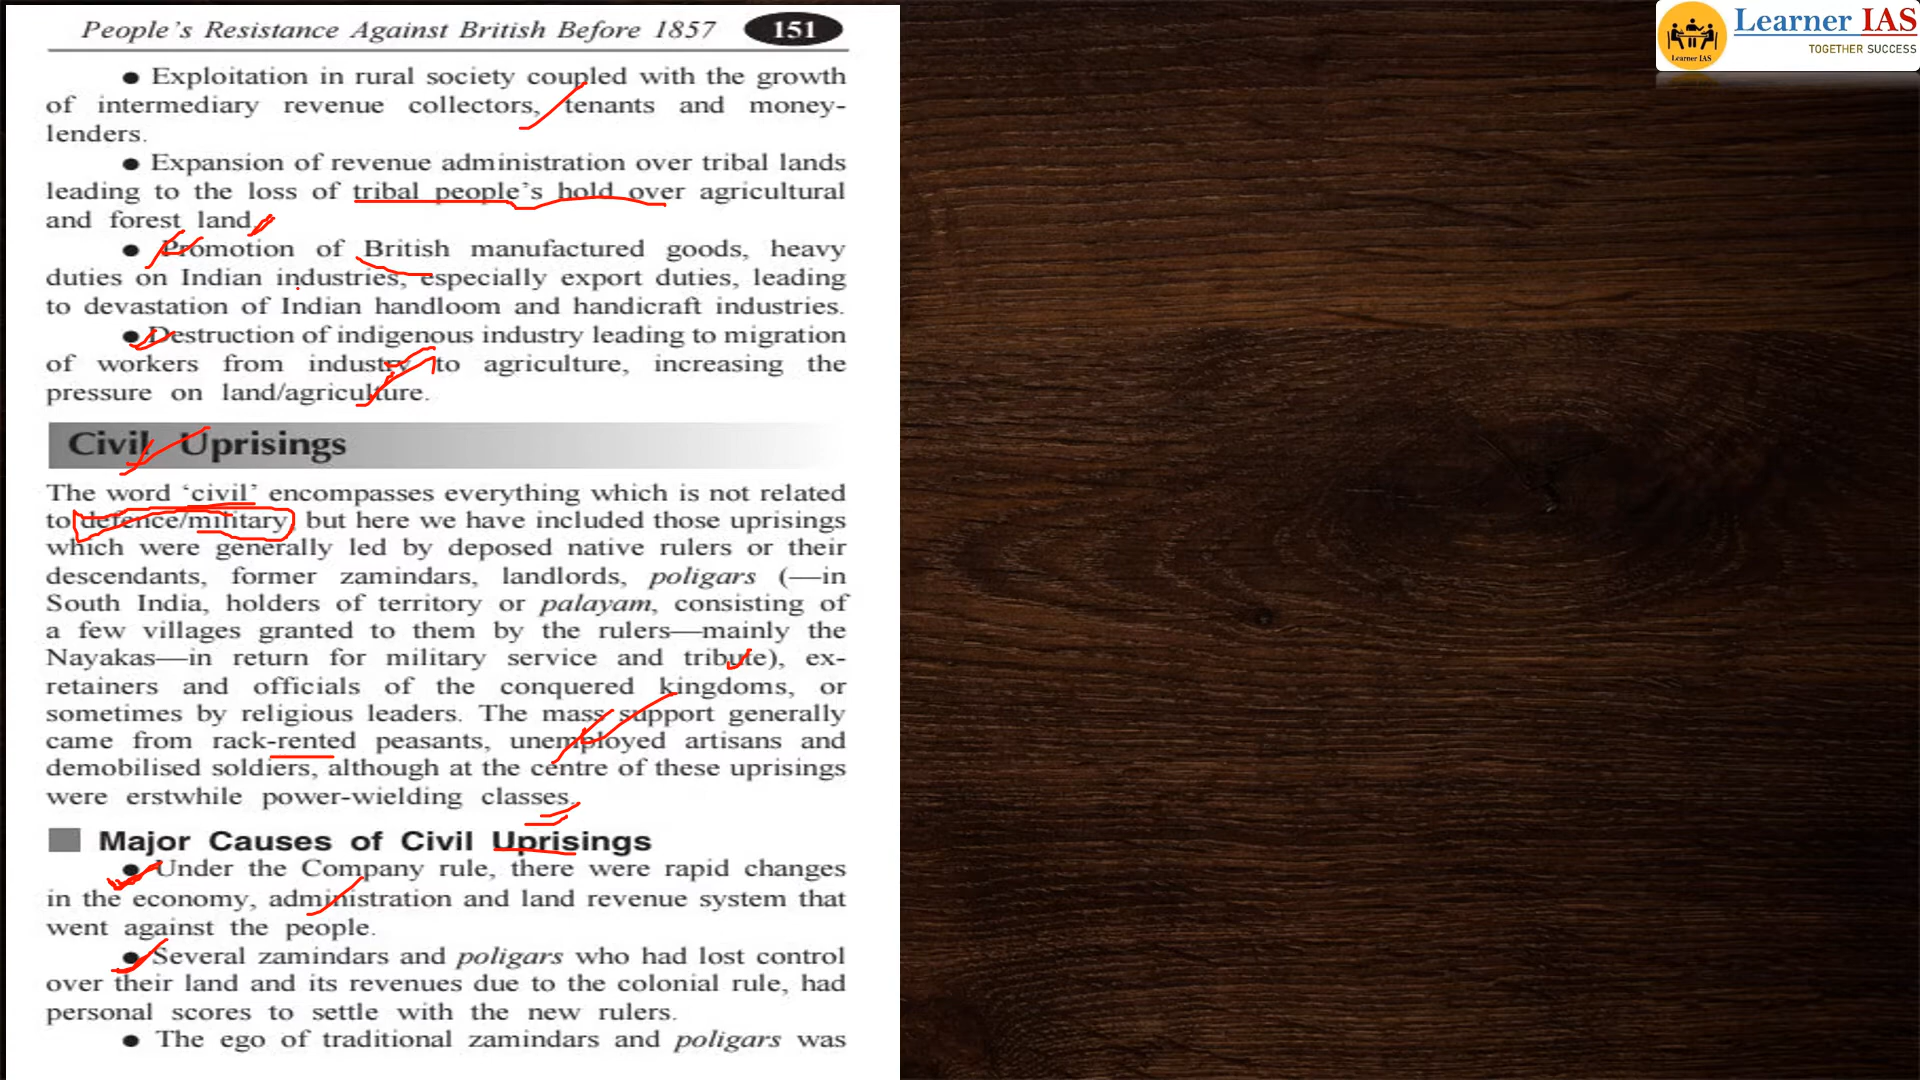 People's Resistance Against British Before 1857 151
Learner IAS
TOGETHER SUCCESS
Learner IAS
● Exploitation in rural society coupled with the growth
of intermediary revenue collectors, tenants and money-
lenders.
● Expansion of revenue administration over tribal lands
leading to the loss of tribal people's hold over agricultural
and forest land.
● Promotion of British manufactured goods, heavy
duties on Indian industries, especially export duties, leading
to devastation of Indian handloom and handicraft industries.
● Destruction of indigenous industry leading to migration
of workers from industry to agriculture, increasing the
pressure on land/agriculture.
Civil Uprisings
The word 'civil' encompasses everything which is not related
to defence/military, but here we have included those uprisings
which were generally led by deposed native rulers or their
descendants, former zamindars, landlords, poligars (—in
South India, holders of territory or palayam, consisting of
a few villages granted to them by the rulers—mainly the
Nayakas—in return for military service and tribute), ex-
retainers and officials of the conquered kingdoms, or
sometimes by religious leaders. The mass support generally
came from rack-rented peasants, unemployed artisans and
demobilised soldiers, although at the centre of these uprisings
were erstwhile power-wielding classes.
Major Causes of Civil Uprisings
● Under the Company rule, there were rapid changes
in the economy, administration and land revenue system that
went against the people.
● Several zamindars and poligars who had lost control
over their land and its revenues due to the colonial rule, had
personal scores to settle with the new rulers.
● The ego of traditional zamindars and poligars was